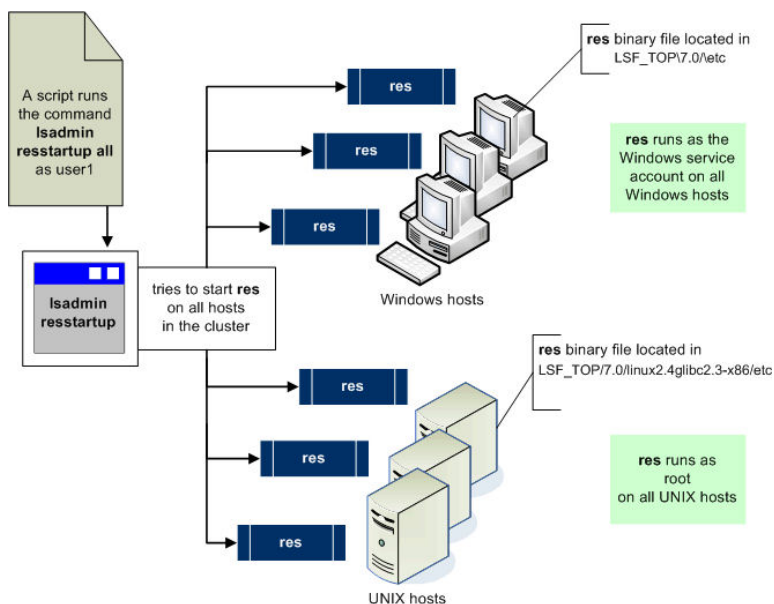 A script runs
the command
lsadmin
resstartup all
as user1
lsadmin
resstartup
tries to start res
on all hosts
in the cluster
res
res
res
res binary file located in
LSF_TOP\7.0/\etc
res runs as the
Windows service
account on all
Windows hosts
Windows hosts
res
res
res
res binary file located in
LSF_TOP/7.0/linux2.4glibc2.3-x86/etc
res runs as
root
on all UNIX hosts
UNIX hosts